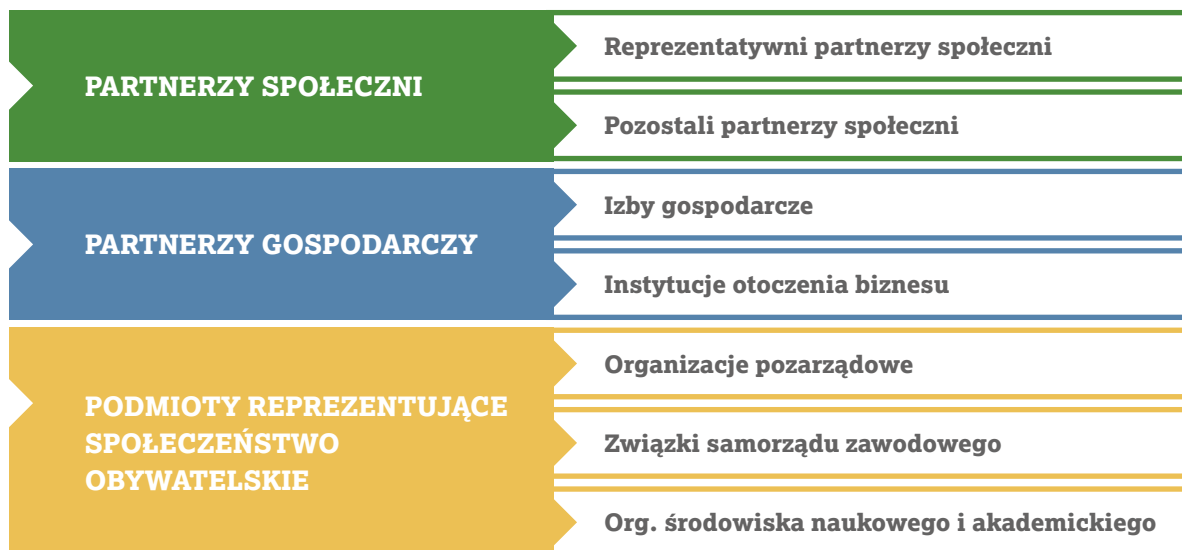 PARTNERZY SPOŁECZNI
Reprezentatywni partnerzy społeczni
Pozostali partnerzy społeczni
PARTNERZY GOSPODARCZY
Izby gospodarcze
Instytucje otoczenia biznesu
PODMIOTY REPREZENTUJĄCE
SPOŁECZEŃSTWO
OBYWATELSKIE
Organizacje pozarządowe
Związki samorządu zawodowego
Org. środowiska naukowego i akademickiego